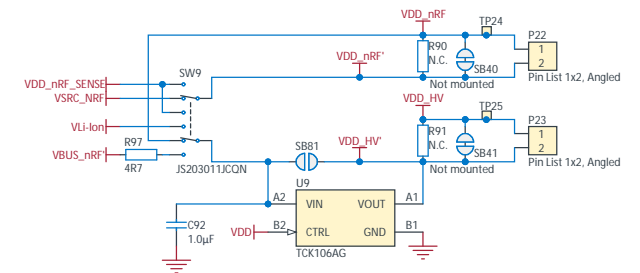 VDD_nRF
TP24
P22
R90
N.C.
SB40
1
2
VDD_nRF'
Not mounted
Pin List 1x2, Angled
SW9
VDD_nRF_SENSE
VSRC_NRF
VDD_HV
TP25
P23
VLi-Ion
R91
N.C.
SB41
1
2
R97
VBUS_nRF'
4R7
JS203011JCQN
SB81
VDD_HV'
Not mounted
Pin List 1x2, Angled
U9
A2
VIN
VOUT
A1
C92
1.0µF
VDD
B2
CTRL
GND
B1
TCK106AG